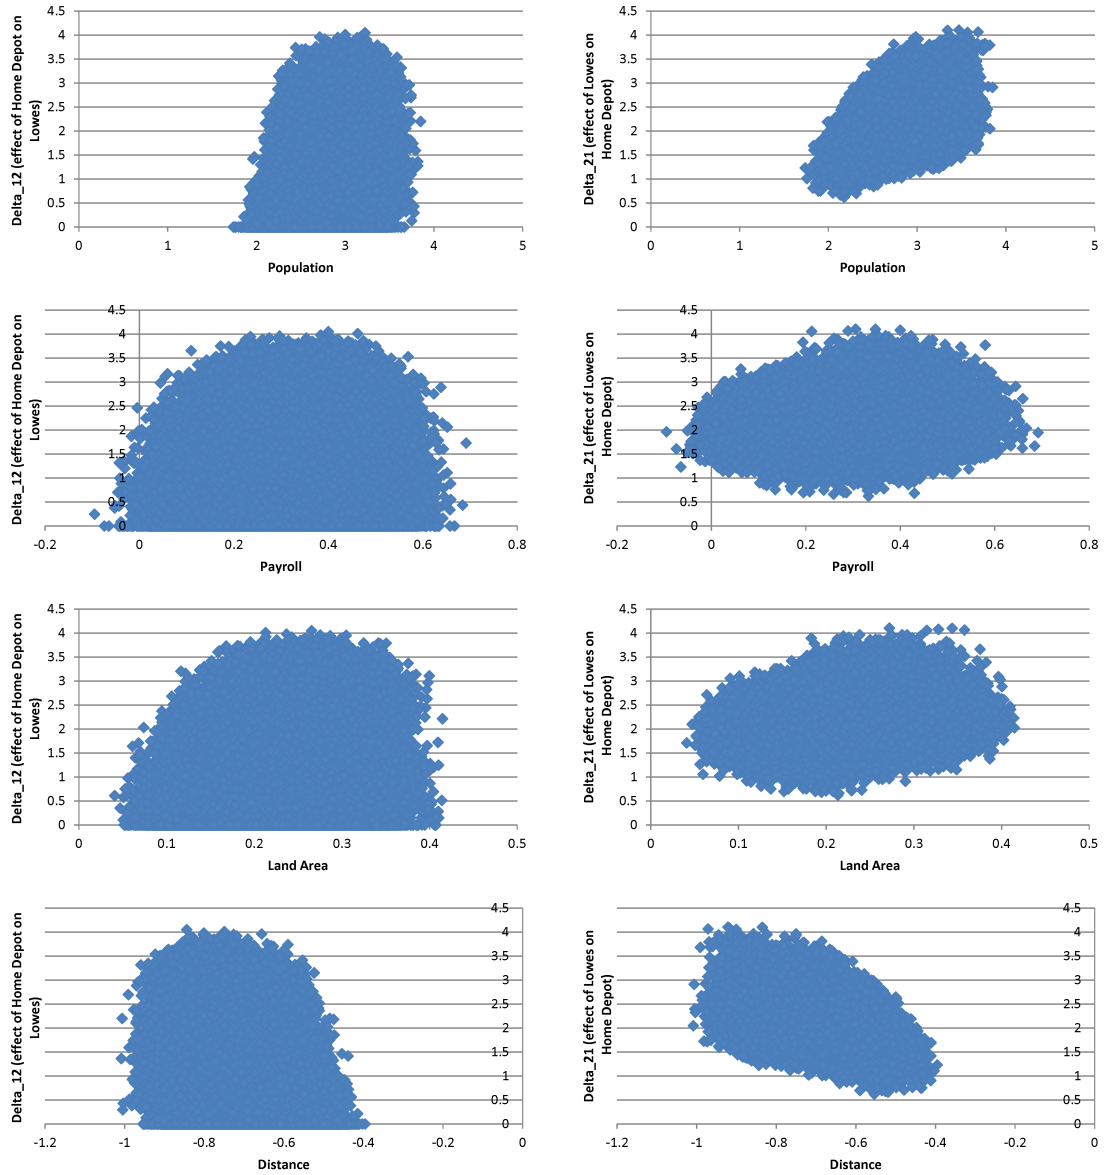 Delta_12 (effect of Home Depot on
Lowes)
4.5
4
3.5
3
2.5
2
1.5
1
0.5
0
0 1 2 3 4 5
Population
Delta_21 (effect of Lowes on
Home Depot)
4.5
4
3.5
3
2.5
2
1.5
1
0.5
0
0 1 2 3 4 5
Population
Delta_12 (effect of Home Depot on
Lowes)
4.5
4
3.5
3
2.5
2
1.5
1
0.5
0
-0.2 0 0.2 0.4 0.6 0.8
Payroll
Delta_21 (effect of Lowes on
Home Depot)
4.5
4
3.5
3
2.5
2
1.5
1
0.5
0
-0.2 0 0.2 0.4 0.6 0.8
Payroll
Delta_12 (effect of Home Depot on
Lowes)
4.5
4
3.5
3
2.5
2
1.5
1
0.5
0
0 0.1 0.2 0.3 0.4 0.5
Land Area
Delta_21 (effect of Lowes on
Home Depot)
4.5
4
3.5
3
2.5
2
1.5
1
0.5
0
0 0.1 0.2 0.3 0.4 0.5
Land Area
Delta_12 (effect of Home Depot on
Lowes)
4.5
4
3.5
3
2.5
2
1.5
1
0.5
0
-1.2 -1 -0.8 -0.6 -0.4 -0.2 0
Distance
Delta_21 (effect of Lowes on
Home Depot)
4.5
4
3.5
3
2.5
2
1.5
1
0.5
0
-1.2 -1 -0.8 -0.6 -0.4 -0.2 0
Distance